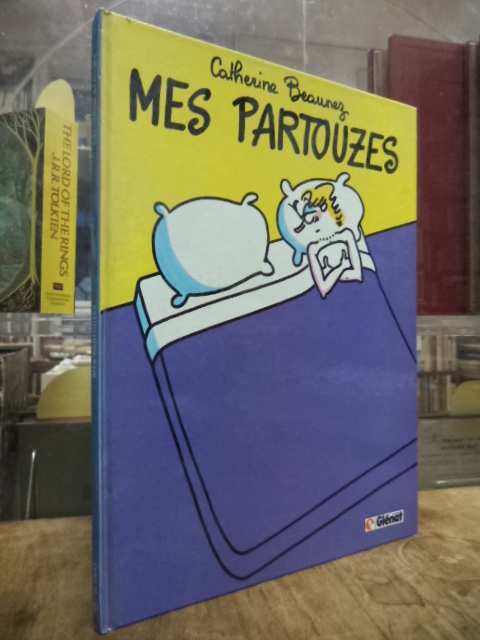 Catherine Beaunez
MES PARTOUZES
Glénat
THE LORD OF THE RINGS
J.R.R. TOLKIEN